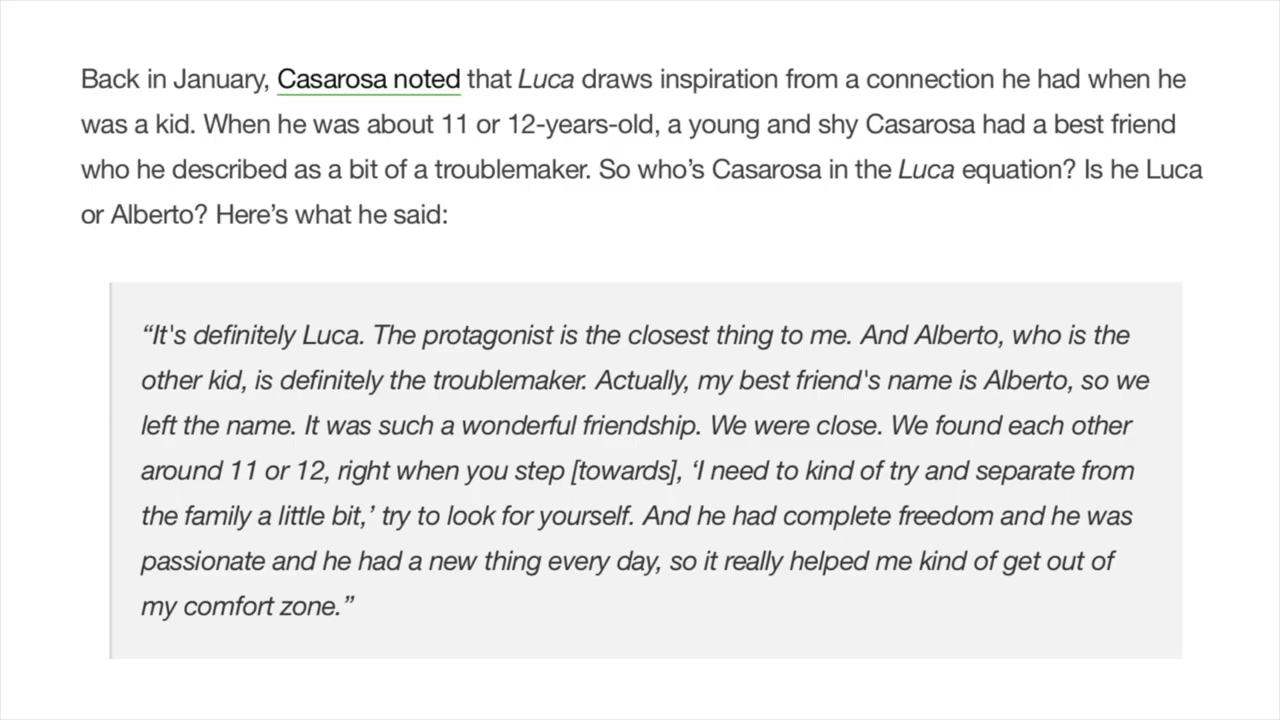 Back in January, Casarosa noted that Luca draws inspiration from a connection he had when he
was a kid. When he was about 11 or 12-years-old, a young and shy Casarosa had a best friend
who he described as a bit of a troublemaker. So who’s Casarosa in the Luca equation? Is he Luca
or Alberto? Here’s what he said:
“It's definitely Luca. The protagonist is the closest thing to me. And Alberto, who is the
other kid, is definitely the troublemaker. Actually, my best friend's name is Alberto, so we
left the name. It was such a wonderful friendship. We were close. We found each other
around 11 or 12, right when you step [towards], ‘I need to kind of try and separate from
the family a little bit,’ try to look for yourself. And he had complete freedom and he was
passionate and he had a new thing every day, so it really helped me kind of get out of
my comfort zone.”